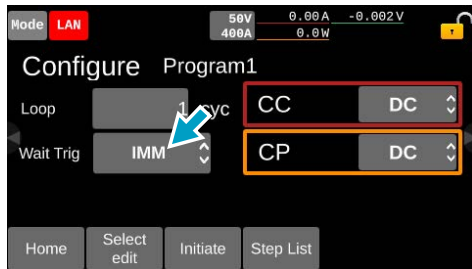 Mode LAN 50V 0.00A -0.002V
400A 0.0W
Configure Program1
Loop 1 cyc CC DC
Wait Trig IMM CP DC
Home Select edit Initiate Step List